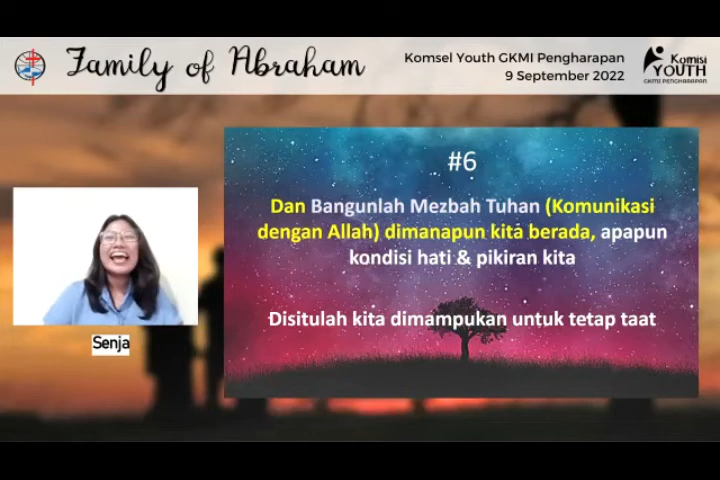 Family of Abraham
Komsel Youth GKMI Pengharapan
9 September 2022
Komisi
YOUTH
GKMI PENGHARAPAN
#6
Dan Bangunlah Mezbah Tuhan (Komunikasi
dengan Allah) dimanapun kita berada, apapun
kondisi hati & pikiran kita
Disitulah kita dimampukan untuk tetap taat
Senja